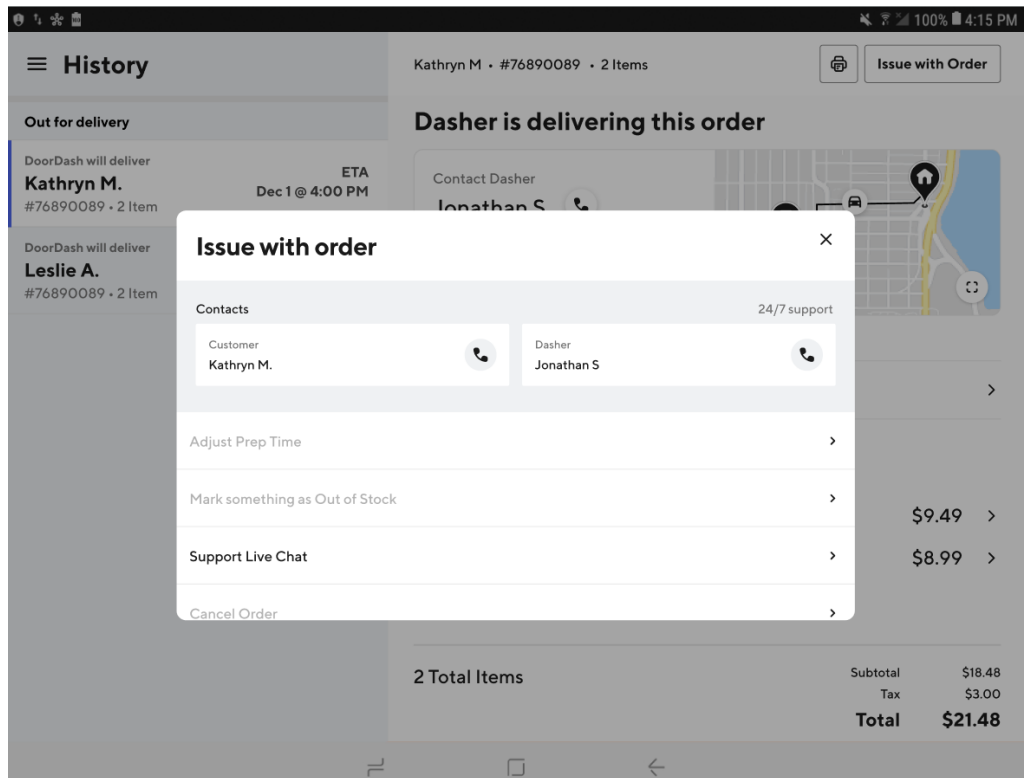 100% 4:15 PM
History
Kathryn M • #76890089 • 2 Items
Issue with Order
Out for delivery
Dasher is delivering this order
DoorDash will deliver
Kathryn M.
#76890089 • 2 Item
ETA
Dec 1 @ 4:00 PM
Contact Dasher
Jonathan S
DoorDash will deliver
Leslie A.
#76890089 • 2 Item
Issue with order
Contacts
24/7 support
Customer
Kathryn M.
Dasher
Jonathan S
Adjust Prep Time
Mark something as Out of Stock
Support Live Chat
Cancel Order
$9.49
$8.99
2 Total Items
Subtotal $18.48
Tax $3.00
Total $21.48